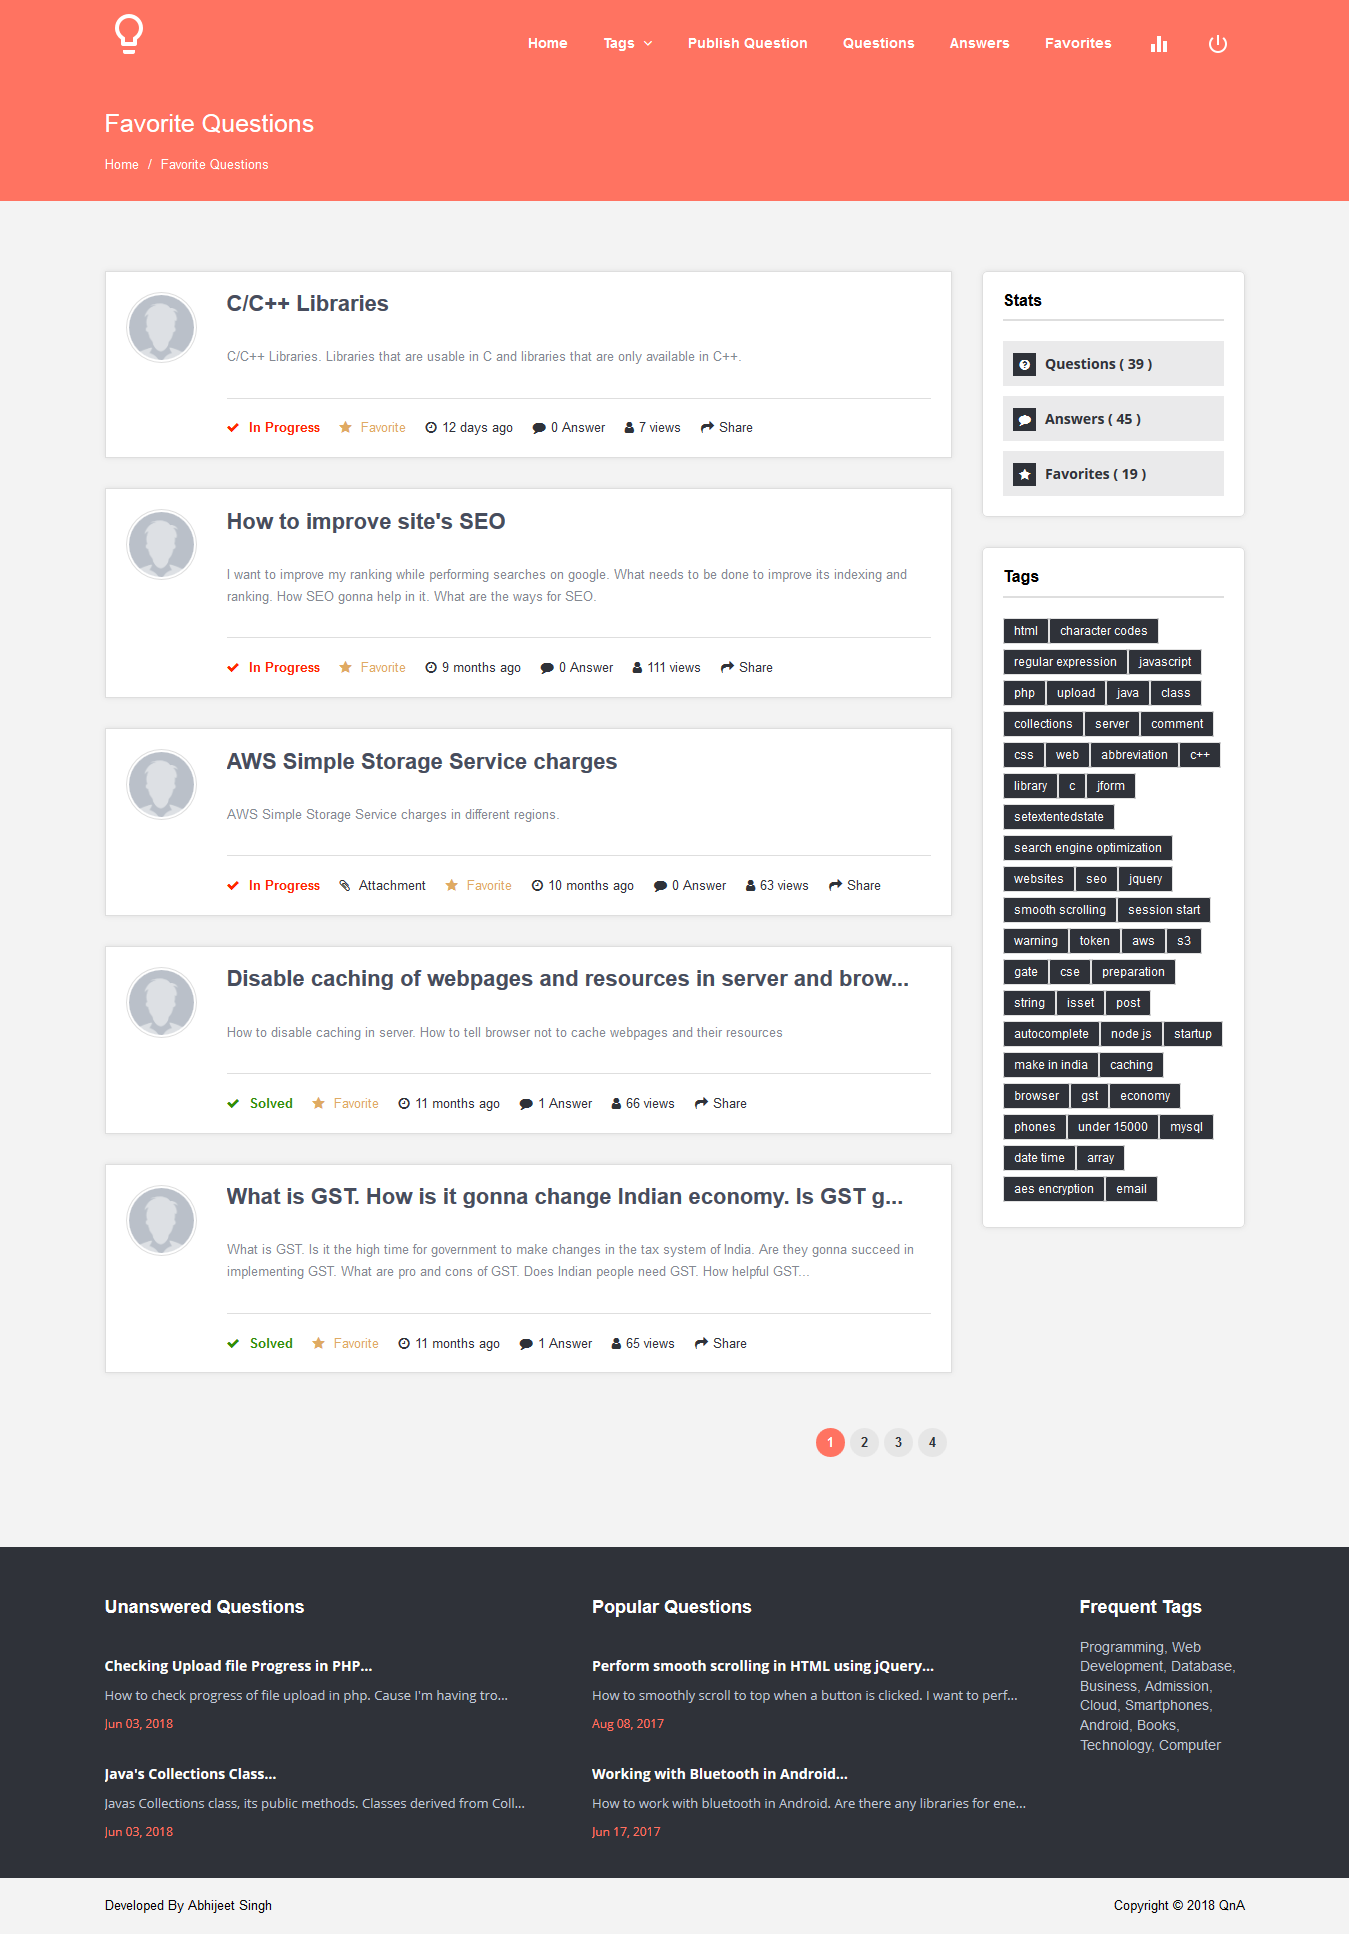 Home Tags Publish Question Questions Answers Favorites
Favorite Questions
Home / Favorite Questions
C/C++ Libraries
C/C++ Libraries. Libraries that are usable in C and libraries that are only available in C++.
In Progress Favorite 12 days ago 0 Answer 7 views Share
How to improve site's SEO
I want to improve my ranking while performing searches on google. What needs to be done to improve its indexing and
ranking. How SEO gonna help in it. What are the ways for SEO.
In Progress Favorite 9 months ago 0 Answer 111 views Share
AWS Simple Storage Service charges
AWS Simple Storage Service charges in different regions.
In Progress Attachment Favorite 10 months ago 0 Answer 63 views Share
Disable caching of webpages and resources in server and brow...
How to disable caching in server. How to tell browser not to cache webpages and their resources
Solved Favorite 11 months ago 1 Answer 66 views Share
What is GST. How is it gonna change Indian economy. Is GST g...
What is GST. Is it the high time for government to make changes in the tax system of India. Are they gonna succeed in
implementing GST. What are pro and cons of GST. Does Indian people need GST. How helpful GST...
Solved Favorite 11 months ago 1 Answer 65 views Share
1 2 3 4
Stats
Questions ( 39 )
Answers ( 45 )
Favorites ( 19 )
Tags
html character codes
regular expression javascript
php upload java class
collections server comment
css web abbreviation c++
library c jform
setextentedstate
search engine optimization
websites seo jquery
smooth scrolling session start
warning token aws s3
gate cse preparation
string isset post
autocomplete node js startup
make in india caching
browser gst economy
phones under 15000 mysql
date time array
aes encryption email
Unanswered Questions
Checking Upload file Progress in PHP...
How to check progress of file upload in php. Cause I'm having tro...
Jun 03, 2018
Java's Collections Class...
Javas Collections class, its public methods. Classes derived from Coll...
Jun 03, 2018
Popular Questions
Perform smooth scrolling in HTML using jQuery...
How to smoothly scroll to top when a button is clicked. I want to perf...
Aug 08, 2017
Working with Bluetooth in Android...
How to work with bluetooth in Android. Are there any libraries for ene...
Jun 17, 2017
Frequent Tags
Programming, Web
Development, Database,
Business, Admission,
Cloud, Smartphones,
Android, Books,
Technology, Computer
Developed By Abhijeet Singh
Copyright © 2018 QnA